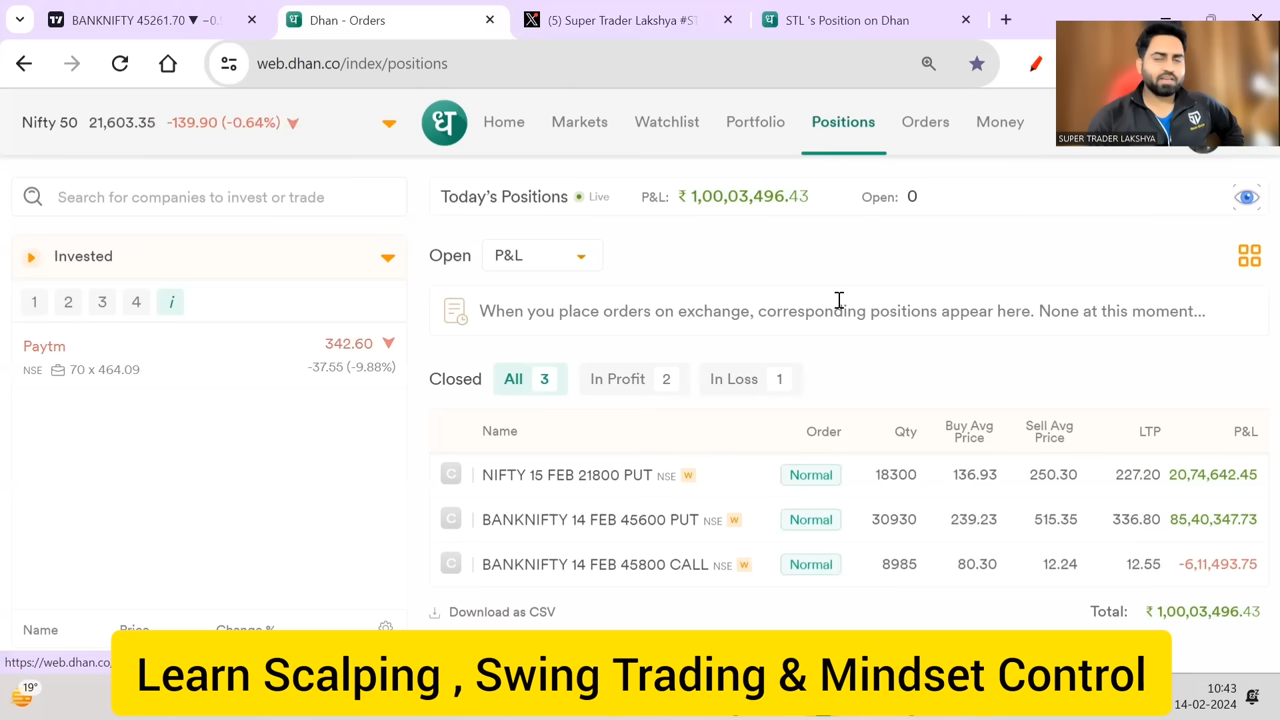 BANKNIFTY 45261.70 ▼ −0.
Dhan - Orders
(5) Super Trader Lakshya #ST
STL 's Position on Dhan
web.dhan.co/index/positions
SUPER TRADER LAKSHYA
Nifty 50 21,603.35 -139.90 (-0.64%)
ध
Home Markets Watchlist Portfolio Positions Orders Money
Search for companies to invest or trade
Today's Positions Live P&L: ₹ 1,00,03,496.43 Open: 0
Invested
Open P&L
1 2 3 4 i
When you place orders on exchange, corresponding positions appear here. None at this moment...
Paytm 342.60
NSE 70 x 464.09 -37.55 (-9.88%)
Closed All 3 In Profit 2 In Loss 1
Name Order Qty Buy Avg Price Sell Avg Price LTP P&L
C NIFTY 15 FEB 21800 PUT NSE W Normal 18300 136.93 250.30 227.20 20,74,642.45
C BANKNIFTY 14 FEB 45600 PUT NSE W Normal 30930 239.23 515.35 336.80 85,40,347.73
C BANKNIFTY 14 FEB 45800 CALL NSE W Normal 8985 80.30 12.24 12.55 -6,11,493.75
Download as CSV Total: ₹ 1,00,03,496.43
Name Price Change %
https://web.dhan.co
Learn Scalping , Swing Trading & Mindset Control
19°
10:43
14-02-2024